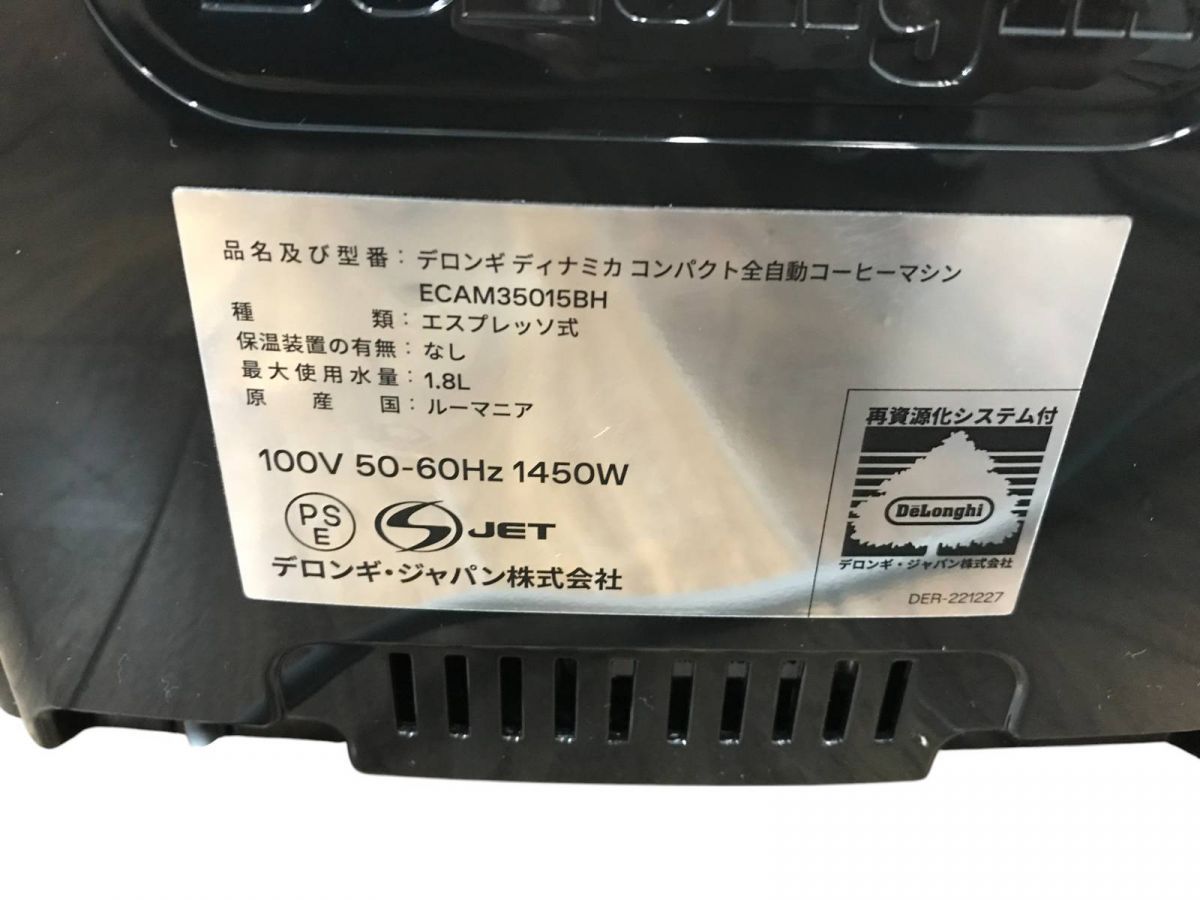 DeLonghi
品名及び型番：デロンギ ディナミカ コンパクト全自動コーヒーマシン
ECAM35015BH
種類：エスプレッソ式
保温装置の有無：なし
最大使用水量：1.8L
原産国：ルーマニア
100V 50-60Hz 1450W
PSE
S JET
デロンギ・ジャパン株式会社
再資源化システム付
DeLonghi
デロンギ・ジャパン株式会社
DER-221227